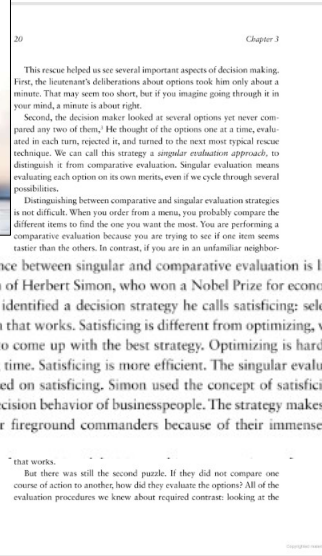 20
Chapter 3
This rescue helped us see several important aspects of decision making.
First, the lieutenant's deliberations about options took him only about a
minute. That may seem too short, but if you imagine going through it in
your mind, a minute is about right.
Second, the decision maker looked at several options yet never com-
pared any two of them.¹ He thought of the options one at a time, evalu-
ated in each turn, rejected it, and turned to the next most typical rescue
technique. We can call this strategy a singular evaluation approach, to
distinguish it from comparative evaluation. Singular evaluation means
evaluating each option on its own merits, even if we cycle through several
possibilities.
Distinguishing between comparative and singular evaluation strategies
is not difficult. When you order from a menu, you probably compare the
different items to find the one you want the most. You are performing a
comparative evaluation because you are trying to see if one item seems
tastier than the others. In contrast, if you are in an unfamiliar neighbor-
nce between singular and comparative evaluation is l
of Herbert Simon, who won a Nobel Prize for econo
identified a decision strategy he calls satisficing: sele
that works. Satisficing is different from optimizing,
o come up with the best strategy. Optimizing is hard
time. Satisficing is more efficient. The singular evalu
ed on satisficing. Simon used the concept of satisfici
cision behavior of businesspeople. The strategy makes
r fireground commanders because of their immense
that works.
But there was still the second puzzle. If they did not compare one
course of action to another, how did they evaluate the options? All of the
evaluation procedures we knew about required contrast: looking at the